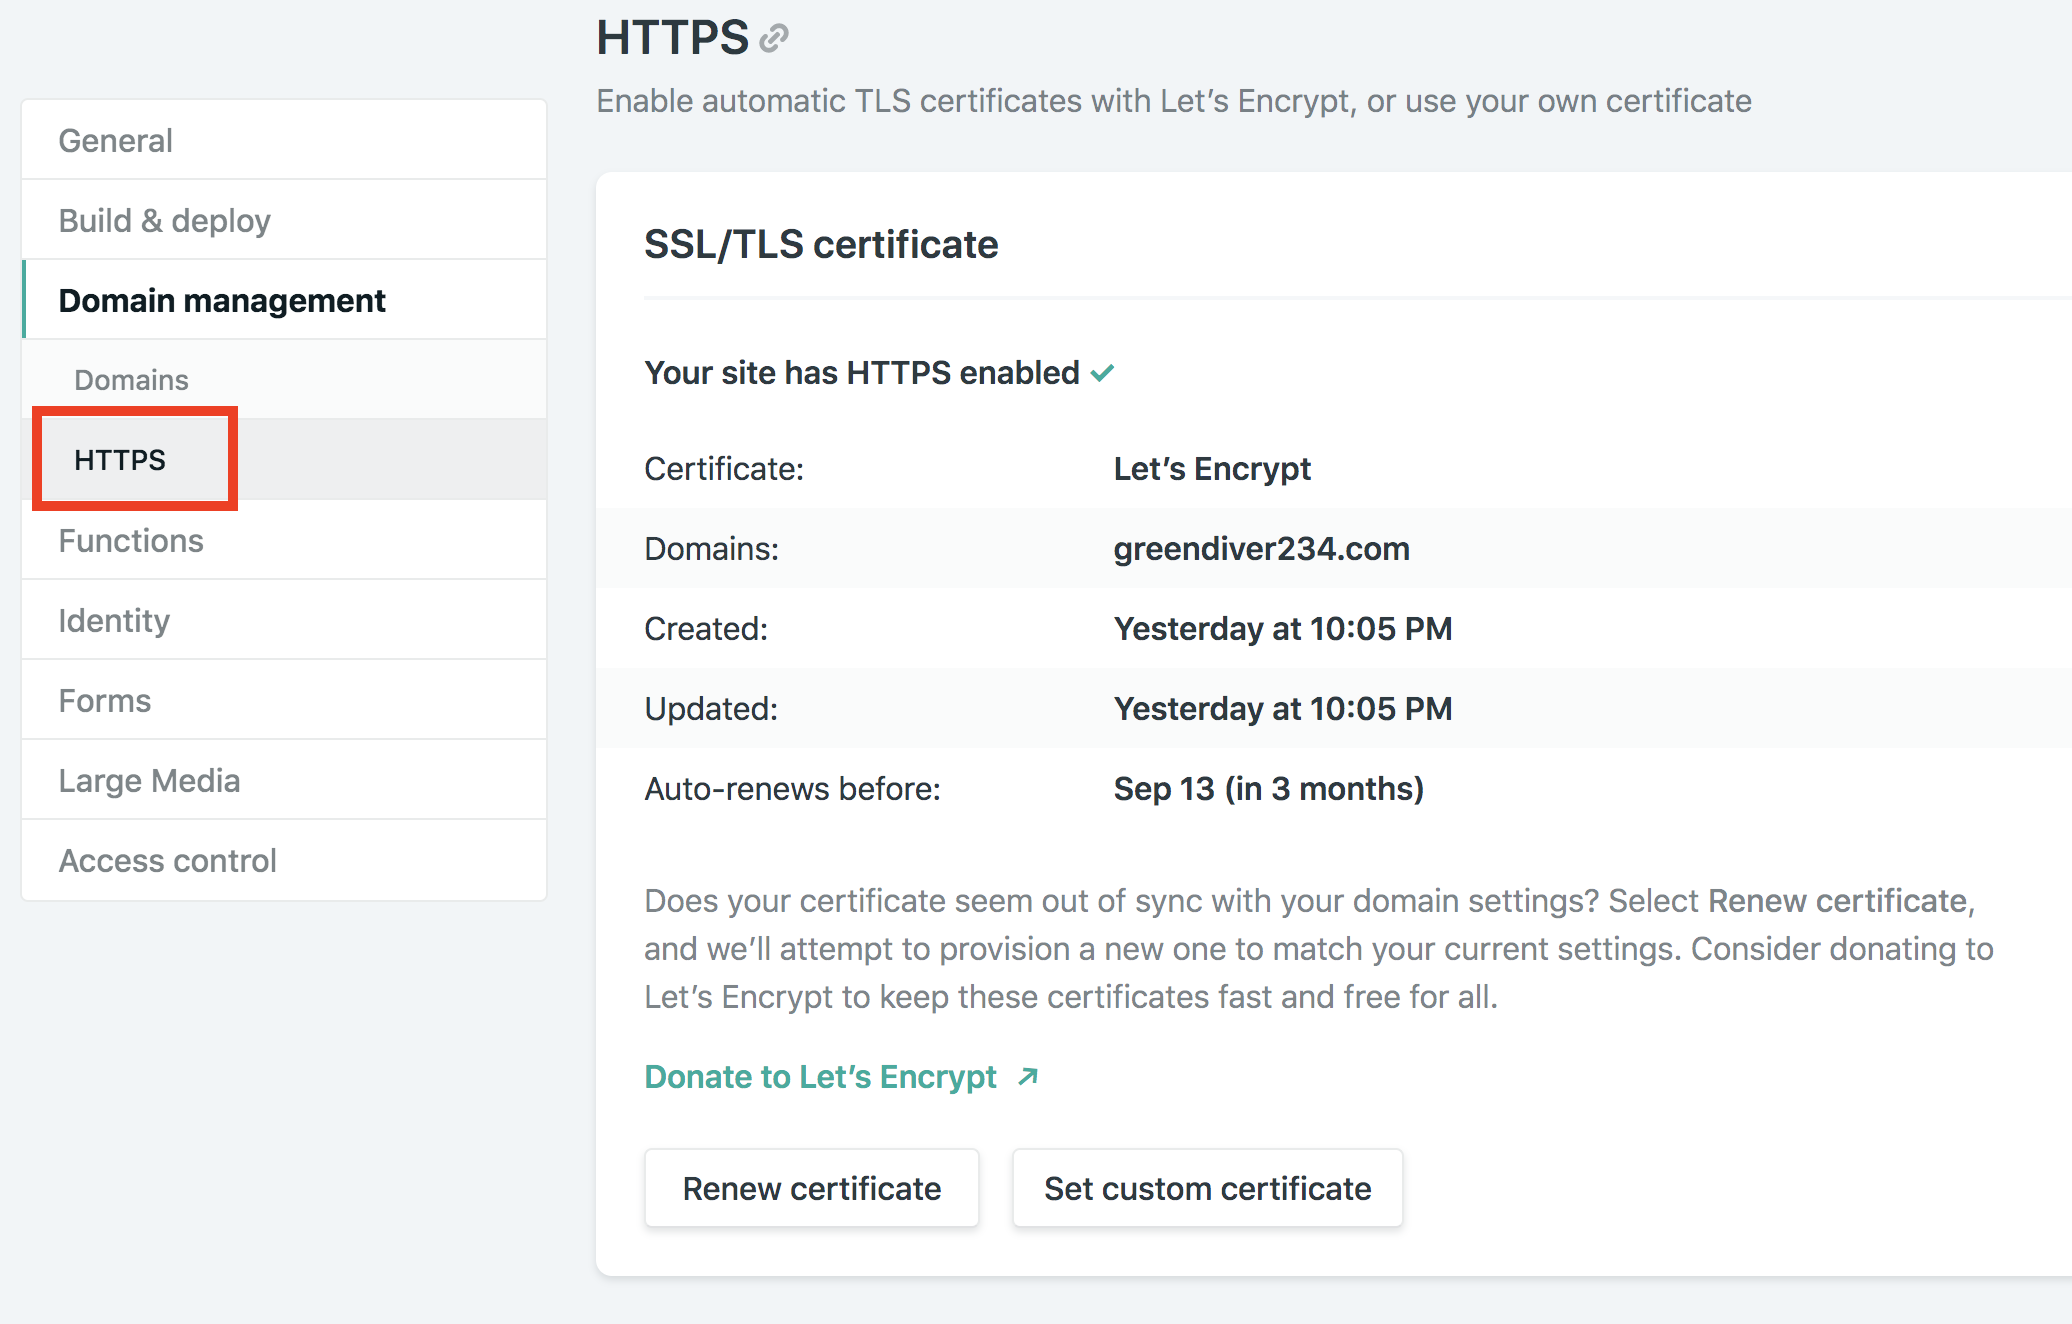 HTTPS
Enable automatic TLS certificates with Let’s Encrypt, or use your own certificate
General
Build & deploy
Domain management
Domains
HTTPS
Functions
Identity
Forms
Large Media
Access control
SSL/TLS certificate
Your site has HTTPS enabled
Certificate: Let’s Encrypt
Domains: greendiver234.com
Created: Yesterday at 10:05 PM
Updated: Yesterday at 10:05 PM
Auto-renews before: Sep 13 (in 3 months)
Does your certificate seem out of sync with your domain settings? Select Renew certificate,
and we’ll attempt to provision a new one to match your current settings. Consider donating to
Let’s Encrypt to keep these certificates fast and free for all.
Donate to Let’s Encrypt
Renew certificate
Set custom certificate